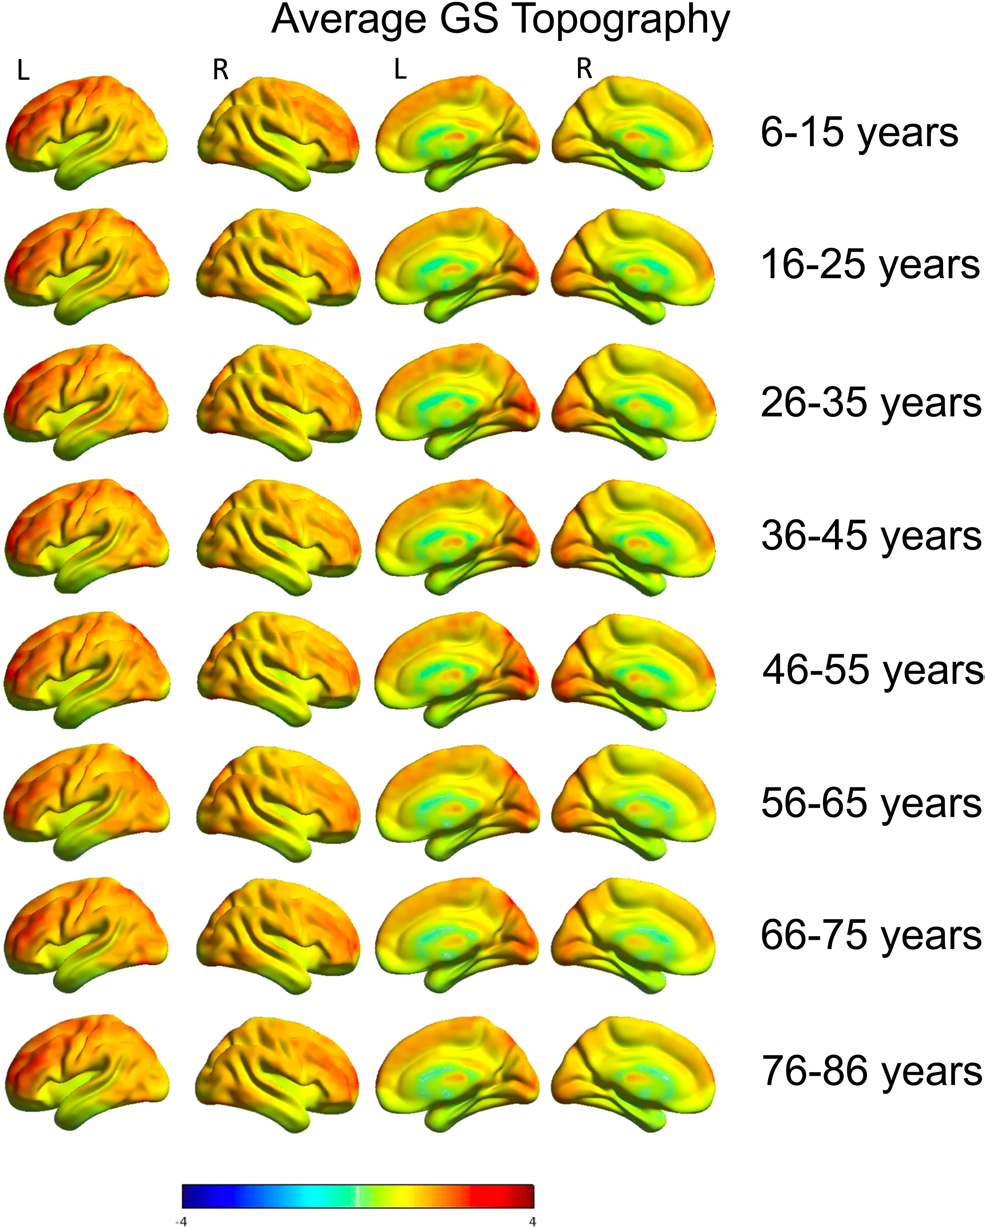 Average GS Topography
L R L R
6-15 years
16-25 years
26-35 years
36-45 years
46-55 years
56-65 years
66-75 years
76-86 years
-4 4